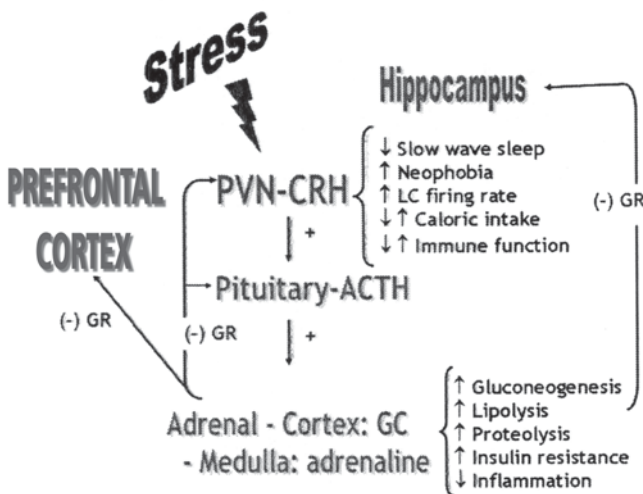 Stress
Hippocampus
↓ Slow wave sleep
↑ Neophobia
↑ LC firing rate
↓ ↑ Caloric intake
↓ ↑ Immune function
PREFRONTAL
CORTEX
PVN-CRH
(-) GR
+
Pituitary-ACTH
(-) GR
(-) GR
+
Adrenal - Cortex: GC
- Medulla: adrenaline
↑ Gluconeogenesis
↑ Lipolysis
↑ Proteolysis
↑ Insulin resistance
↓ Inflammation